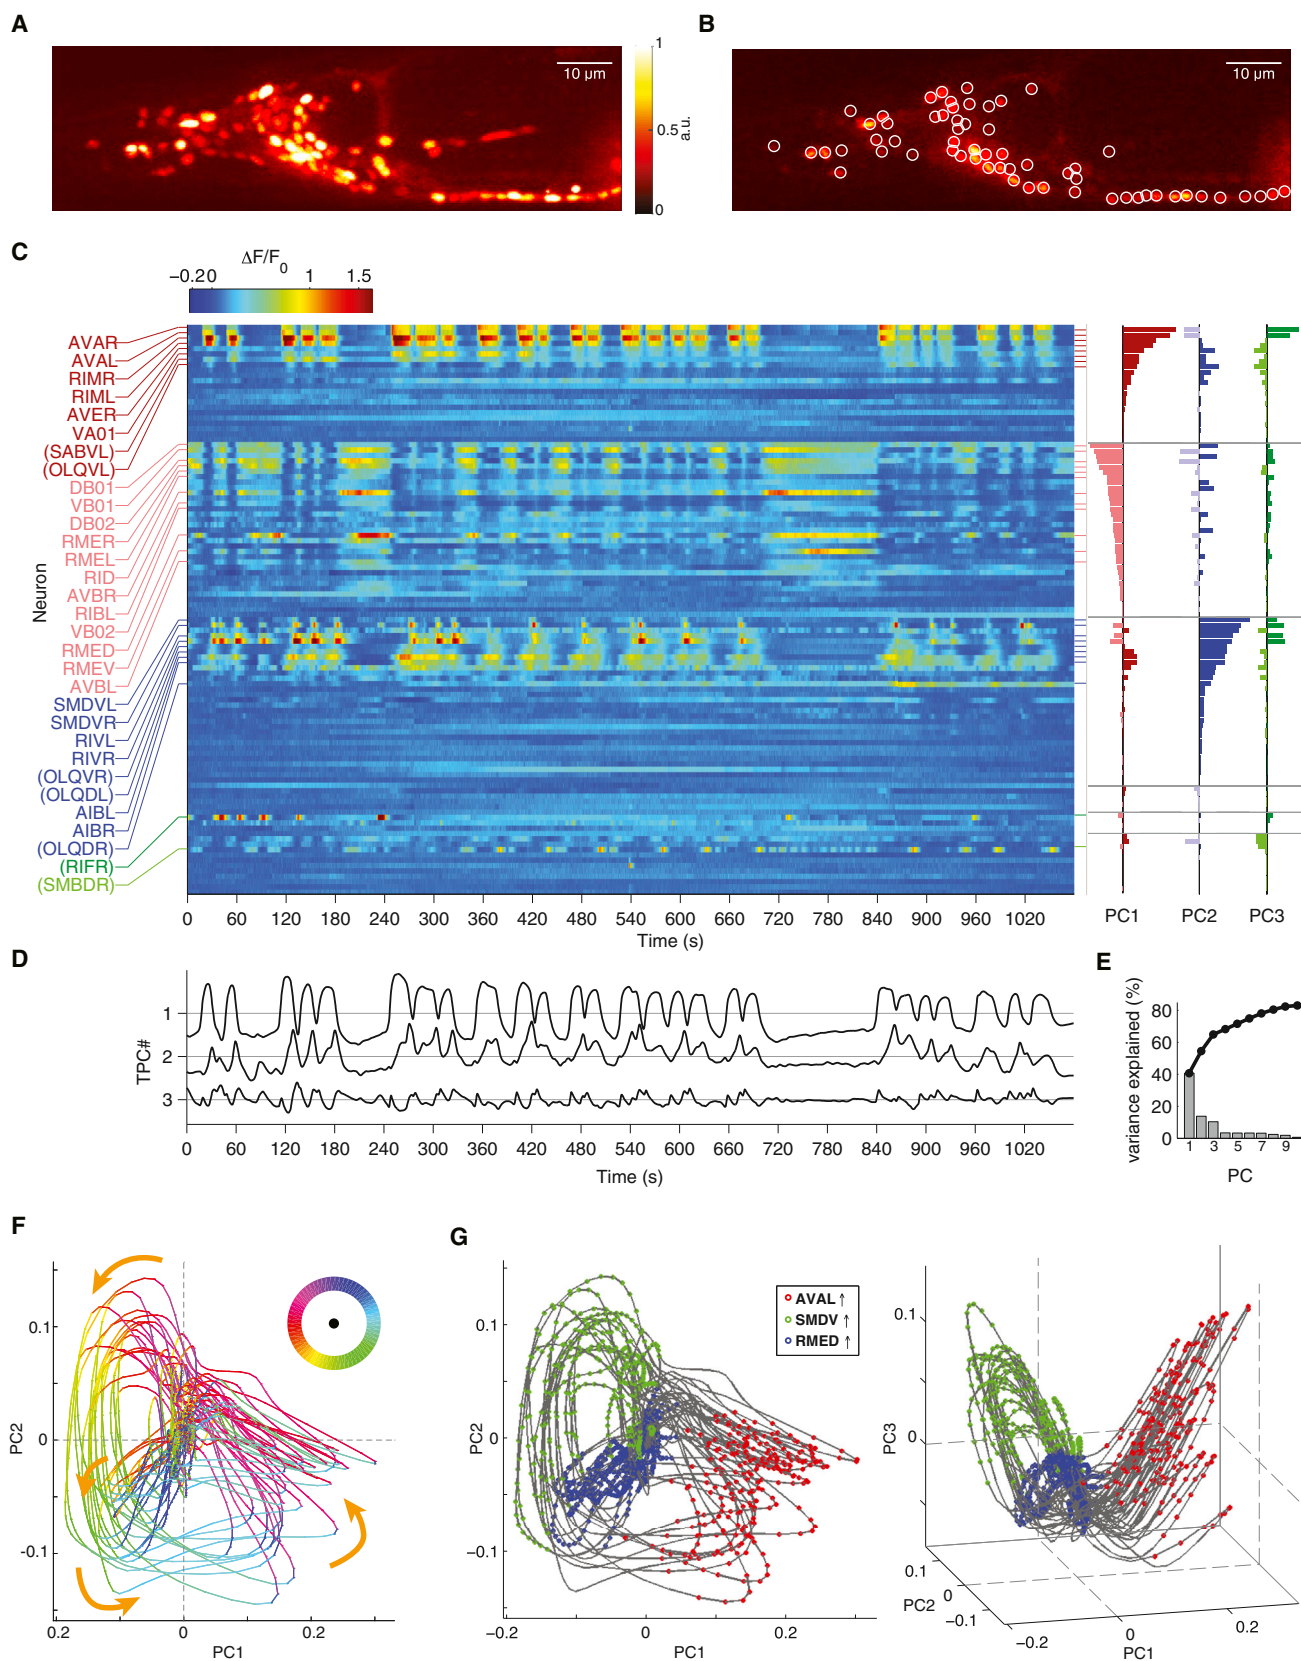 A
B
10 µm
1
0.5
0
a.u.
10 µm
C
ΔF/F0
−0.20 1 1.5
Neuron
AVAR
AVAL
RIMR
RIML
AVER
VA01
(SABVL)
(OLQVL)
DB01
VB01
DB02
RMER
RMEL
RID
AVBR
RIBL
VB02
RMED
RMEV
AVBL
SMDVL
SMDVR
RIVL
RIVR
(OLQVR)
(OLQDL)
AIBL
AIBR
(OLQDR)
(RIFR)
(SMBDR)
0 60 120 180 240 300 360 420 480 540 600 660 720 780 840 900 960 1020
Time (s)
PC1 PC2 PC3
D
TPC#
1
2
3
0 60 120 180 240 300 360 420 480 540 600 660 720 780 840 900 960 1020
Time (s)
E
variance explained (%)
80
60
40
20
0
1 3 5 7 9
PC
F
PC2
0.1
0
-0.1
0.2 0 0.2
PC1
G
PC2
0.1
0
−0.1
−0.2 0 0.2
PC1
AVAL ↑
SMDV ↑
RMED ↑
PC3
0.1
0
0.1
0
−0.1
PC2
−0.2
0
0.2
PC1